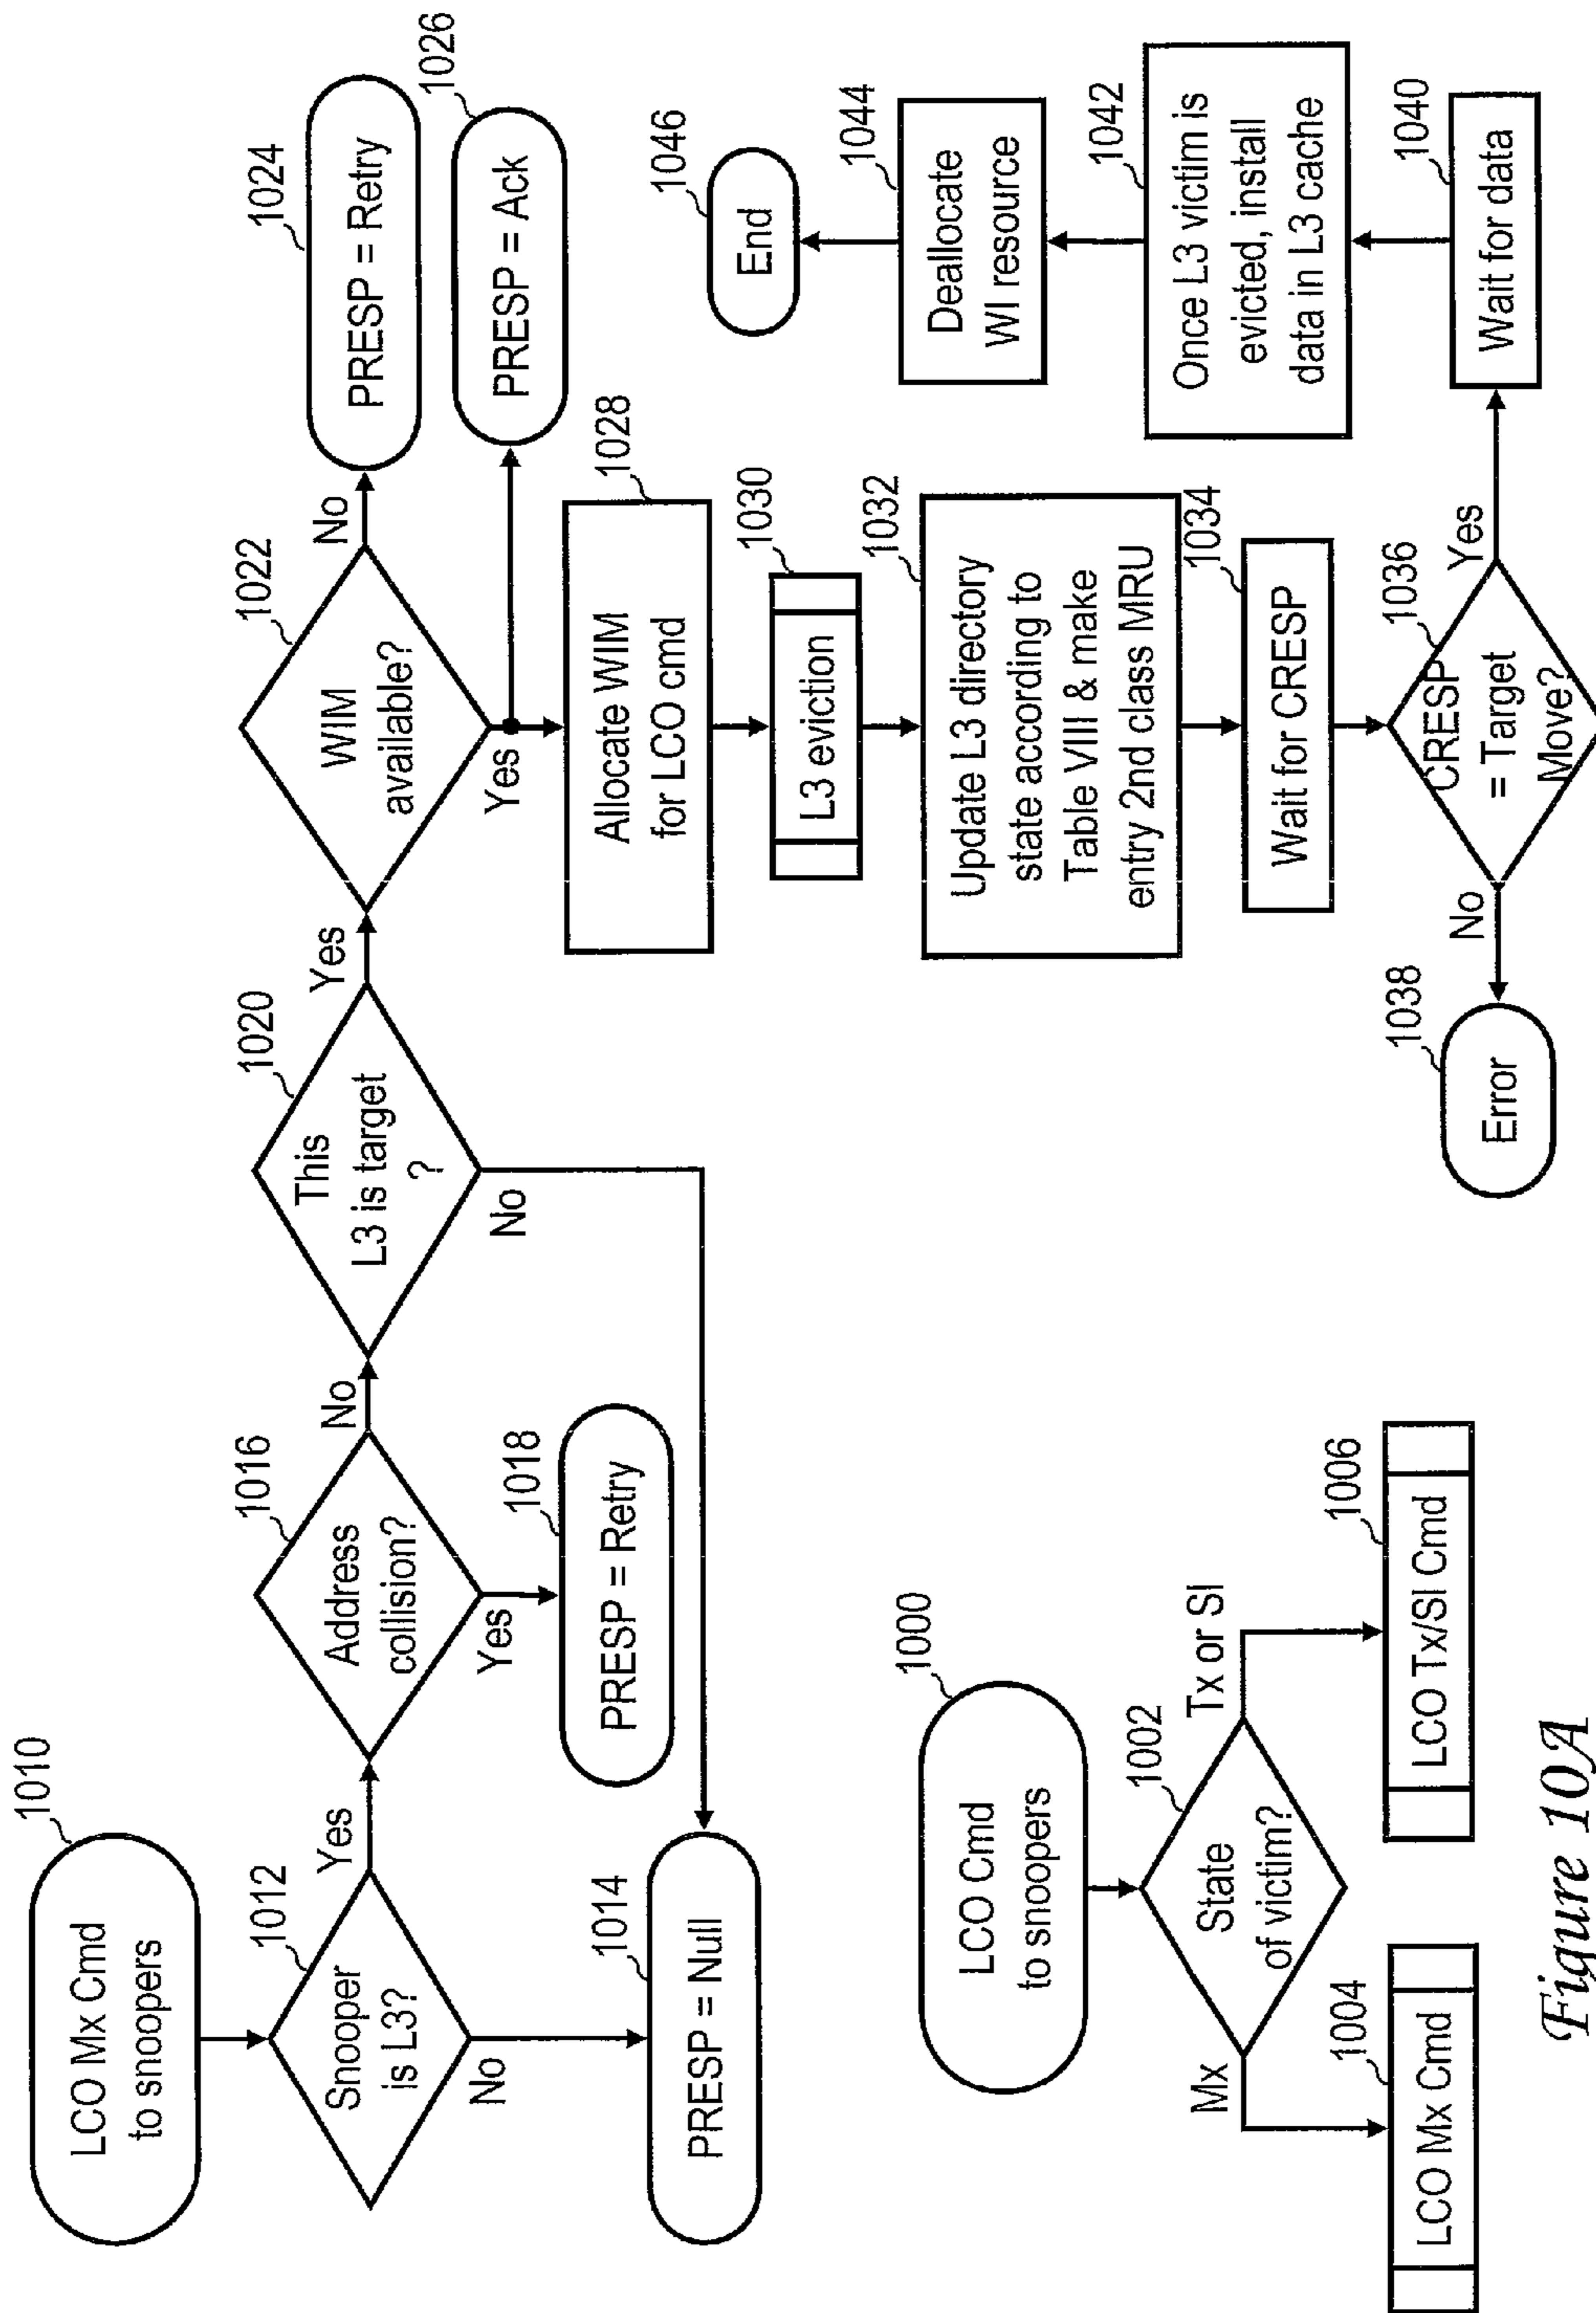 1010
LCO Mx Cmd
to snoopers
1012
Snooper
is L3?
Yes
No
1014
PRESP = Null
1016
Address
collision?
No
Yes
1018
PRESP = Retry
1020
This
L3 is target
?
Yes
No
1022
WIM
available?
No
Yes
1024
PRESP = Retry
1026
PRESP = Ack
1028
Allocate WIM
for LCO cmd
1030
L3 eviction
1032
Update L3 directory
state according to
Table VIII & make
entry 2nd class MRU
1034
Wait for CRESP
1036
CRESP
= Target
Move?
No
Yes
1038
Error
1040
Wait for data
1042
Once L3 victim is
evicted, install
data in L3 cache
1044
Deallocate
WI resource
1046
End
1000
LCO Cmd
to snoopers
1002
State
of victim?
Mx
Tx or SI
1004
LCO Mx Cmd
1006
LCO Tx/SI Cmd
Figure 10A